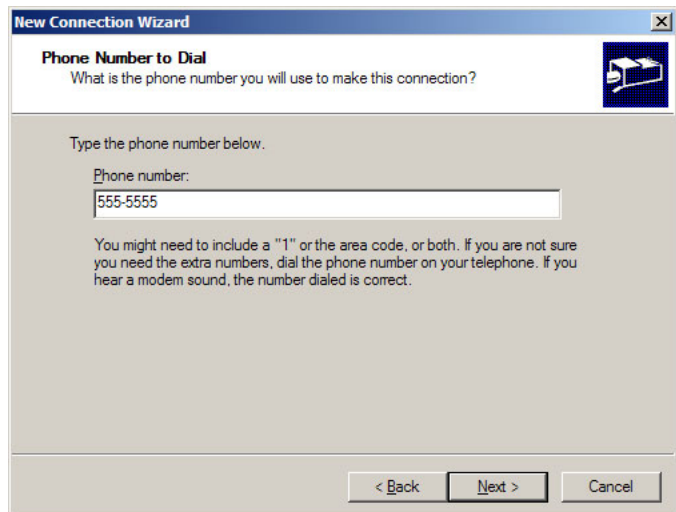 New Connection Wizard
Phone Number to Dial
What is the phone number you will use to make this connection?
Type the phone number below.
Phone number:
555-5555
You might need to include a "1" or the area code, or both. If you are not sure
you need the extra numbers, dial the phone number on your telephone. If you
hear a modem sound, the number dialed is correct.
< Back
Next >
Cancel